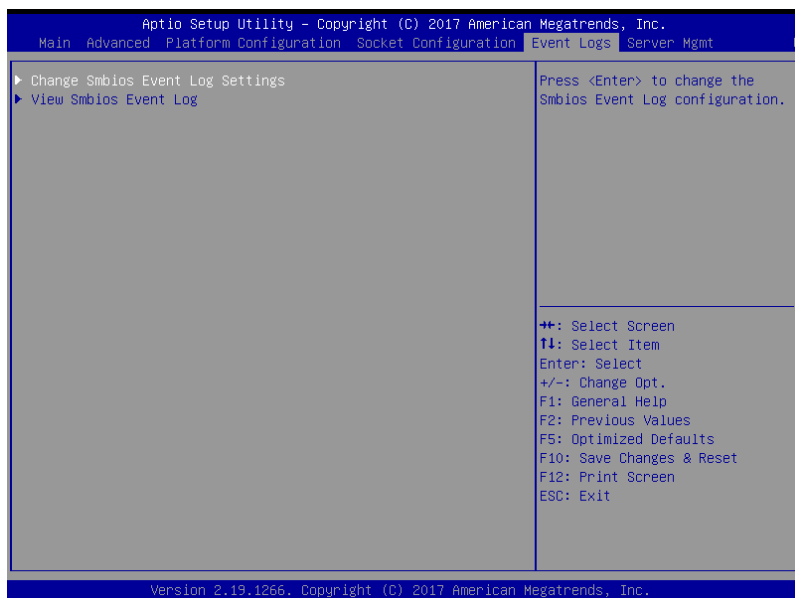 Aptio Setup Utility – Copyright (C) 2017 American Megatrends, Inc.
Main Advanced Platform Configuration Socket Configuration Event Logs Server Mgmt
Change Smbios Event Log Settings
View Smbios Event Log
Press <Enter> to change the
Smbios Event Log configuration.
→←: Select Screen
↑↓: Select Item
Enter: Select
+/-: Change Opt.
F1: General Help
F2: Previous Values
F5: Optimized Defaults
F10: Save Changes & Reset
F12: Print Screen
ESC: Exit
Version 2.19.1266. Copyright (C) 2017 American Megatrends, Inc.